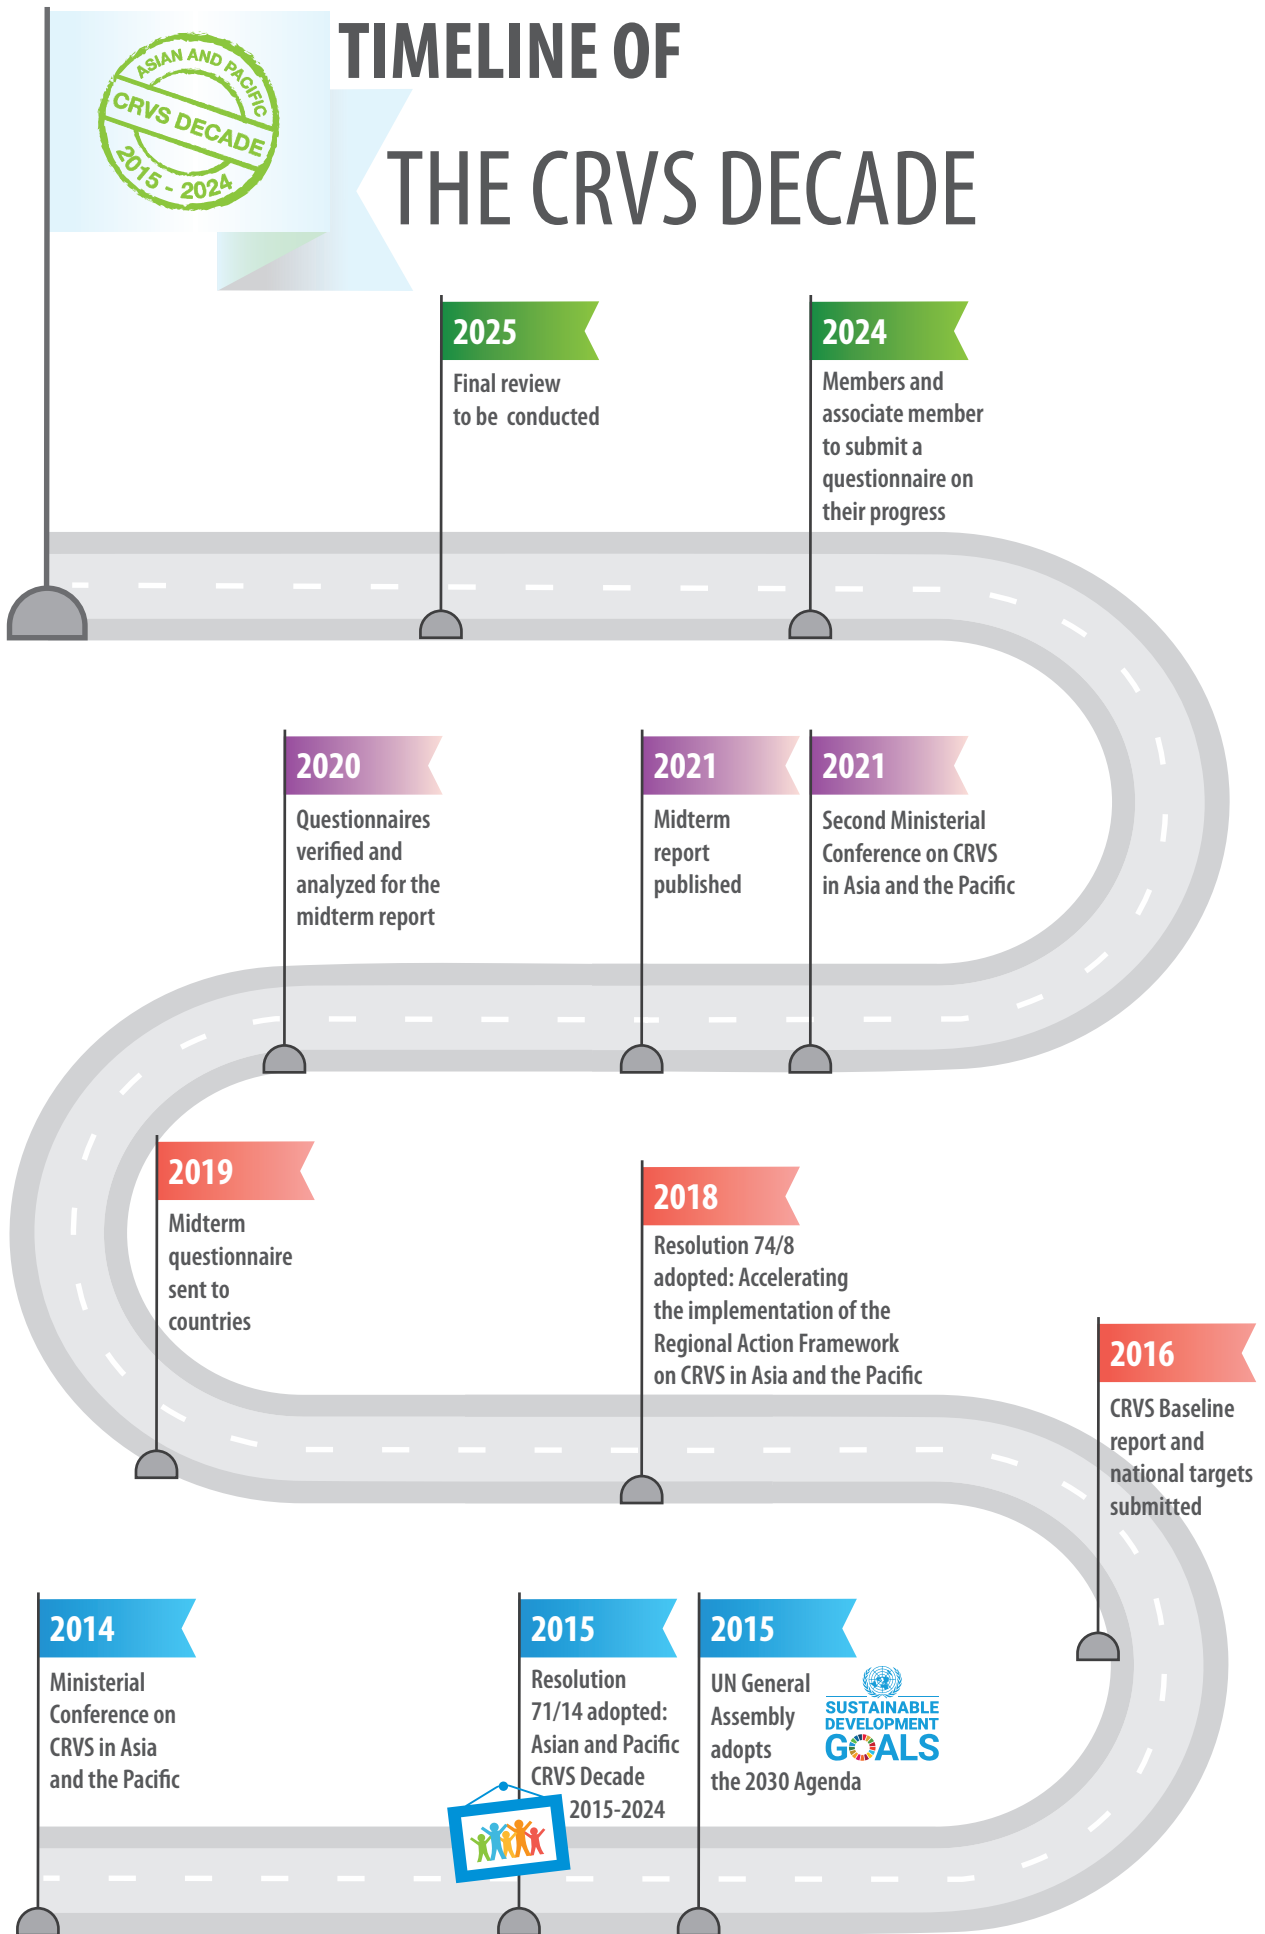 ASIAN AND PACIFIC
CRVS DECADE
2015 - 2024
TIMELINE OF
THE CRVS DECADE
2025
Final review
to be conducted
2024
Members and
associate member
to submit a
questionnaire on
their progress
2020
Questionnaires
verified and
analyzed for the
midterm report
2021
Midterm
report
published
2021
Second Ministerial
Conference on CRVS
in Asia and the Pacific
2019
Midterm
questionnaire
sent to
countries
2018
Resolution 74/8
adopted: Accelerating
the implementation of the
Regional Action Framework
on CRVS in Asia and the Pacific
2016
CRVS Baseline
report and
national targets
submitted
2014
Ministerial
Conference on
CRVS in Asia
and the Pacific
2015
Resolution
71/14 adopted:
Asian and Pacific
CRVS Decade
2015-2024
2015
UN General
Assembly
adopts
the 2030 Agenda
SUSTAINABLE
DEVELOPMENT
GOALS